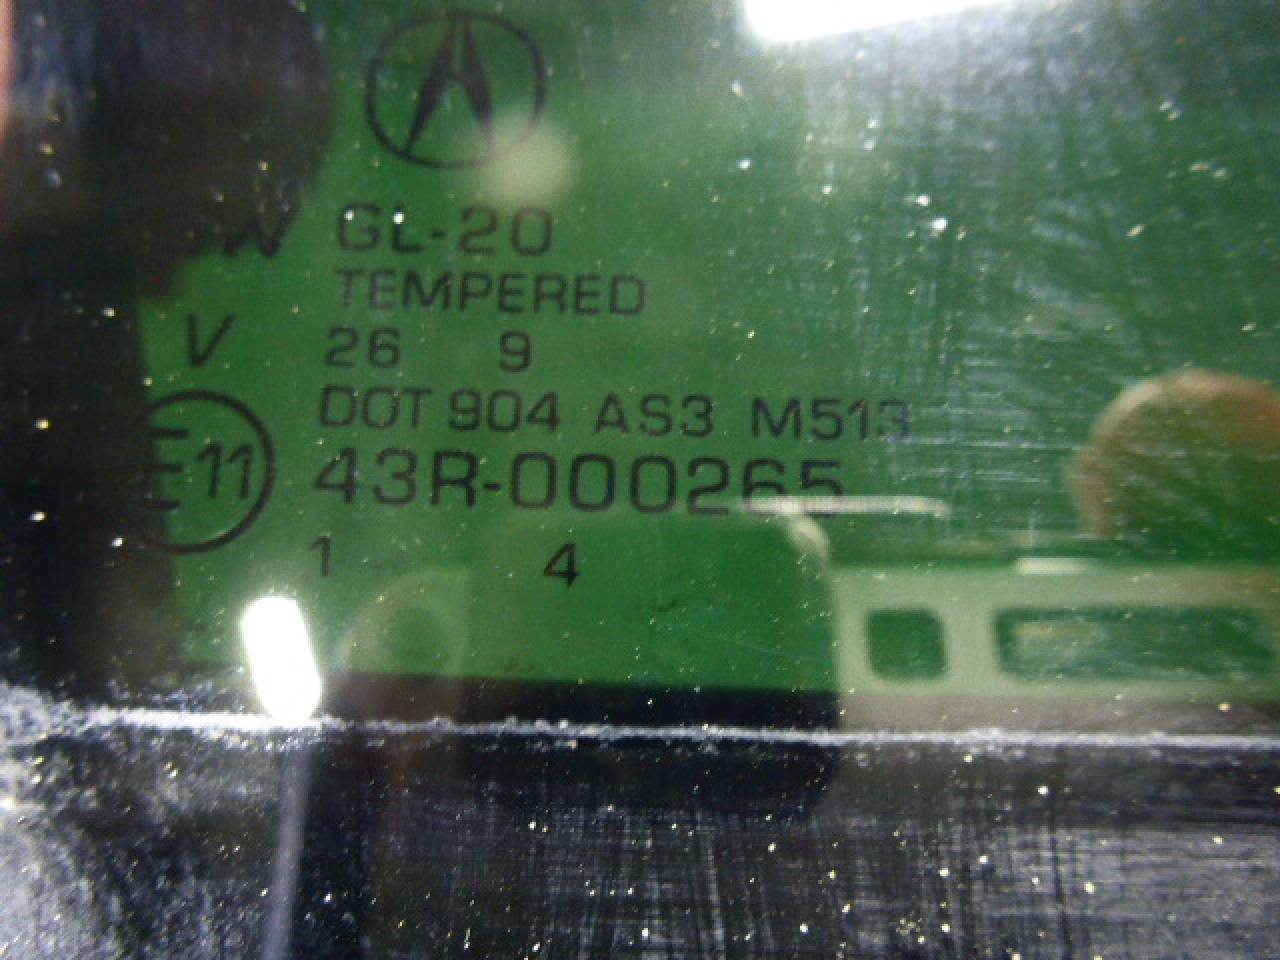 W GL-20
TEMPERED
V 26 9
DOT 904 AS3 M513
E11 43R-000265
1 4